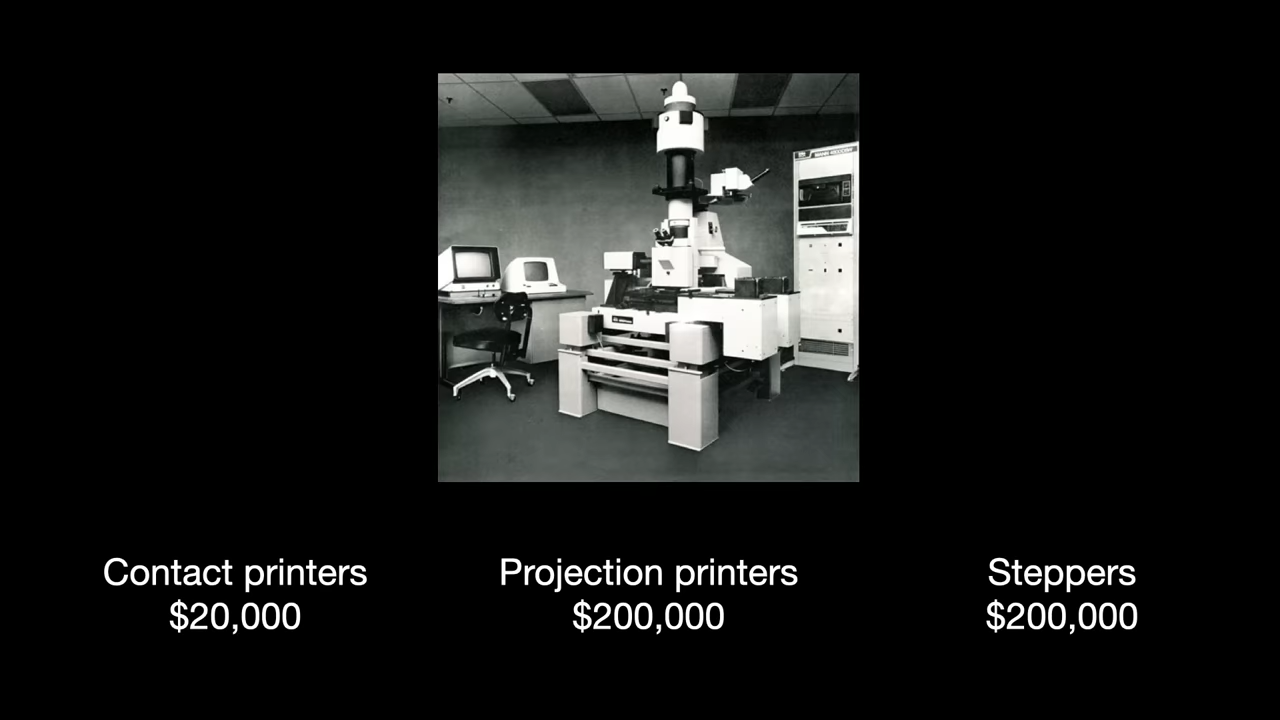 Contact printers
$20,000
Projection printers
$200,000
Steppers
$200,000